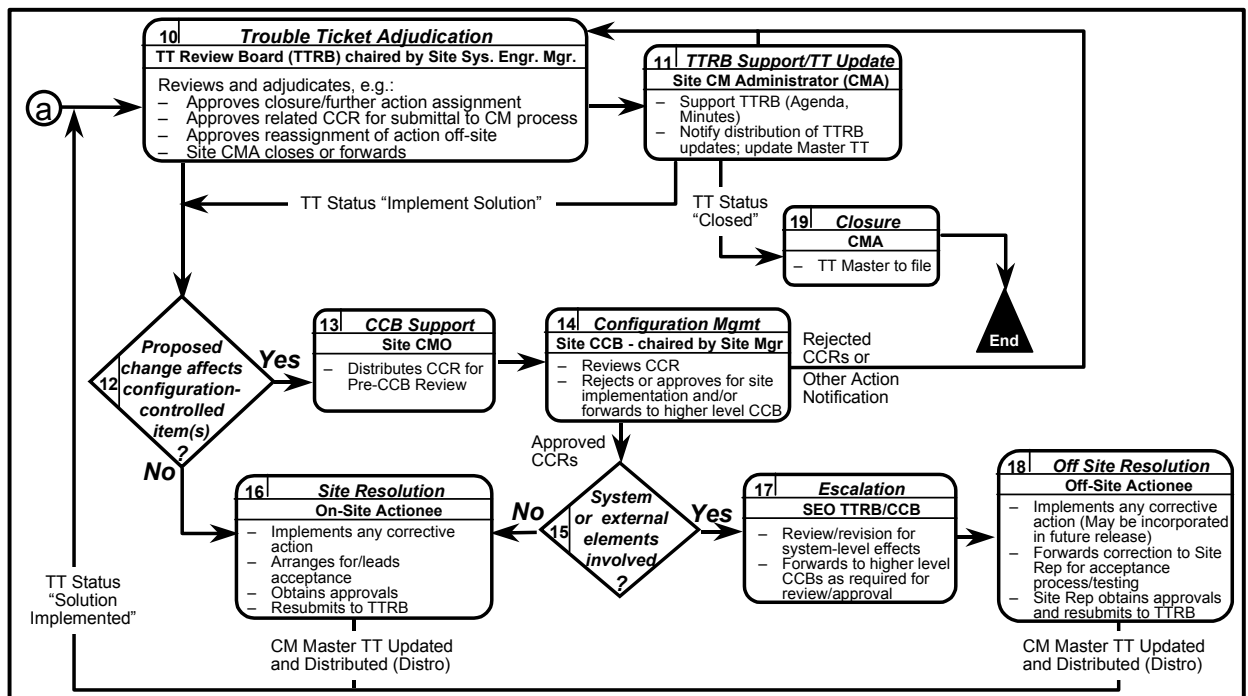 10 Trouble Ticket Adjudication
TT Review Board (TTRB) chaired by Site Sys. Engr. Mgr.
Reviews and adjudicates, e.g.:
– Approves closure/further action assignment
– Approves related CCR for submittal to CM process
– Approves reassignment of action off-site
– Site CMA closes or forwards
a
11 TTRB Support/TT Update
Site CM Administrator (CMA)
– Support TTRB (Agenda,
Minutes)
– Notify distribution of TTRB
updates; update Master TT
TT Status “Implement Solution”
TT Status
“Closed”
19 Closure
CMA
– TT Master to file
End
12
Proposed
change affects
configuration-
controlled
item(s)
?
Yes
No
13 CCB Support
Site CMO
– Distributes CCR for
Pre-CCB Review
14 Configuration Mgmt
Site CCB - chaired by Site Mgr
– Reviews CCR
– Rejects or approves for site
implementation and/or
forwards to higher level CCB
Rejected
CCRs or
Other Action
Notification
Approved
CCRs
15
System
or external
elements
involved
?
No
Yes
16 Site Resolution
On-Site Actionee
– Implements any corrective
action
– Arranges for/leads
acceptance
– Obtains approvals
– Resubmits to TTRB
17 Escalation
SEO TTRB/CCB
– Review/revision for
system-level effects
– Forwards to higher level
CCBs as required for
review/approval
18 Off Site Resolution
Off-Site Actionee
– Implements any corrective
action (May be incorporated
in future release)
– Forwards correction to Site
Rep for acceptance
process/testing
– Site Rep obtains approvals
and resubmits to TTRB
TT Status
“Solution
Implemented”
CM Master TT Updated
and Distributed (Distro)
CM Master TT Updated
and Distributed (Distro)